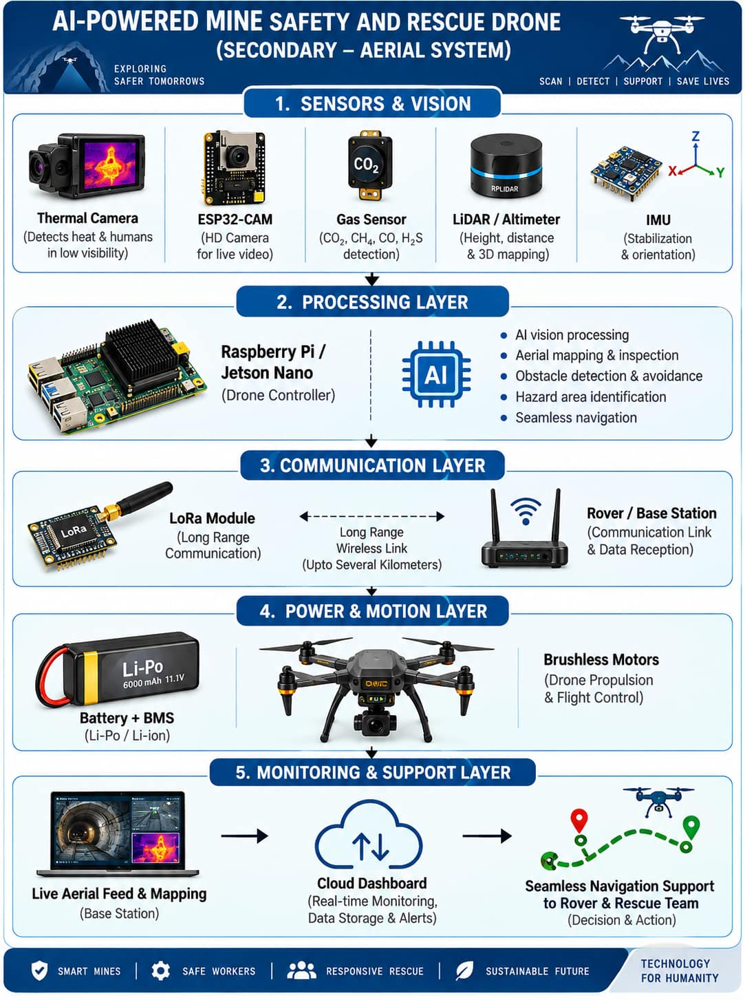 AI-POWERED MINE SAFETY AND RESCUE DRONE
(SECONDARY – AERIAL SYSTEM)
EXPLORING
SAFER TOMORROWS
SCAN | DETECT | SUPPORT | SAVE LIVES
1. SENSORS & VISION
CO2
RPLIDAR
Z
X
Y
Thermal Camera
(Detects heat & humans
in low visibility)
ESP32-CAM
(HD Camera
for live video)
Gas Sensor
(CO₂, CH₄, CO, H₂S
detection)
LiDAR / Altimeter
(Height, distance
& 3D mapping)
IMU
(Stabilization
& orientation)
2. PROCESSING LAYER
Raspberry Pi /
Jetson Nano
(Drone Controller)
AI
• AI vision processing
• Aerial mapping & inspection
• Obstacle detection & avoidance
• Hazard area identification
• Seamless navigation
3. COMMUNICATION LAYER
LoRa
LoRa Module
(Long Range
Communication)
Long Range
Wireless Link
(Upto Several Kilometers)
Rover / Base Station
(Communication Link
& Data Reception)
4. POWER & MOTION LAYER
Li-Po
6000 mAh 11.1V
Battery + BMS
(Li-Po / Li-ion)
Brushless Motors
(Drone Propulsion
& Flight Control)
5. MONITORING & SUPPORT LAYER
Live Aerial Feed & Mapping
(Base Station)
Cloud Dashboard
(Real-time Monitoring,
Data Storage & Alerts)
Seamless Navigation Support
to Rover & Rescue Team
(Decision & Action)
SMART MINES | SAFE WORKERS | RESPONSIVE RESCUE | SUSTAINABLE FUTURE
TECHNOLOGY
FOR HUMANITY